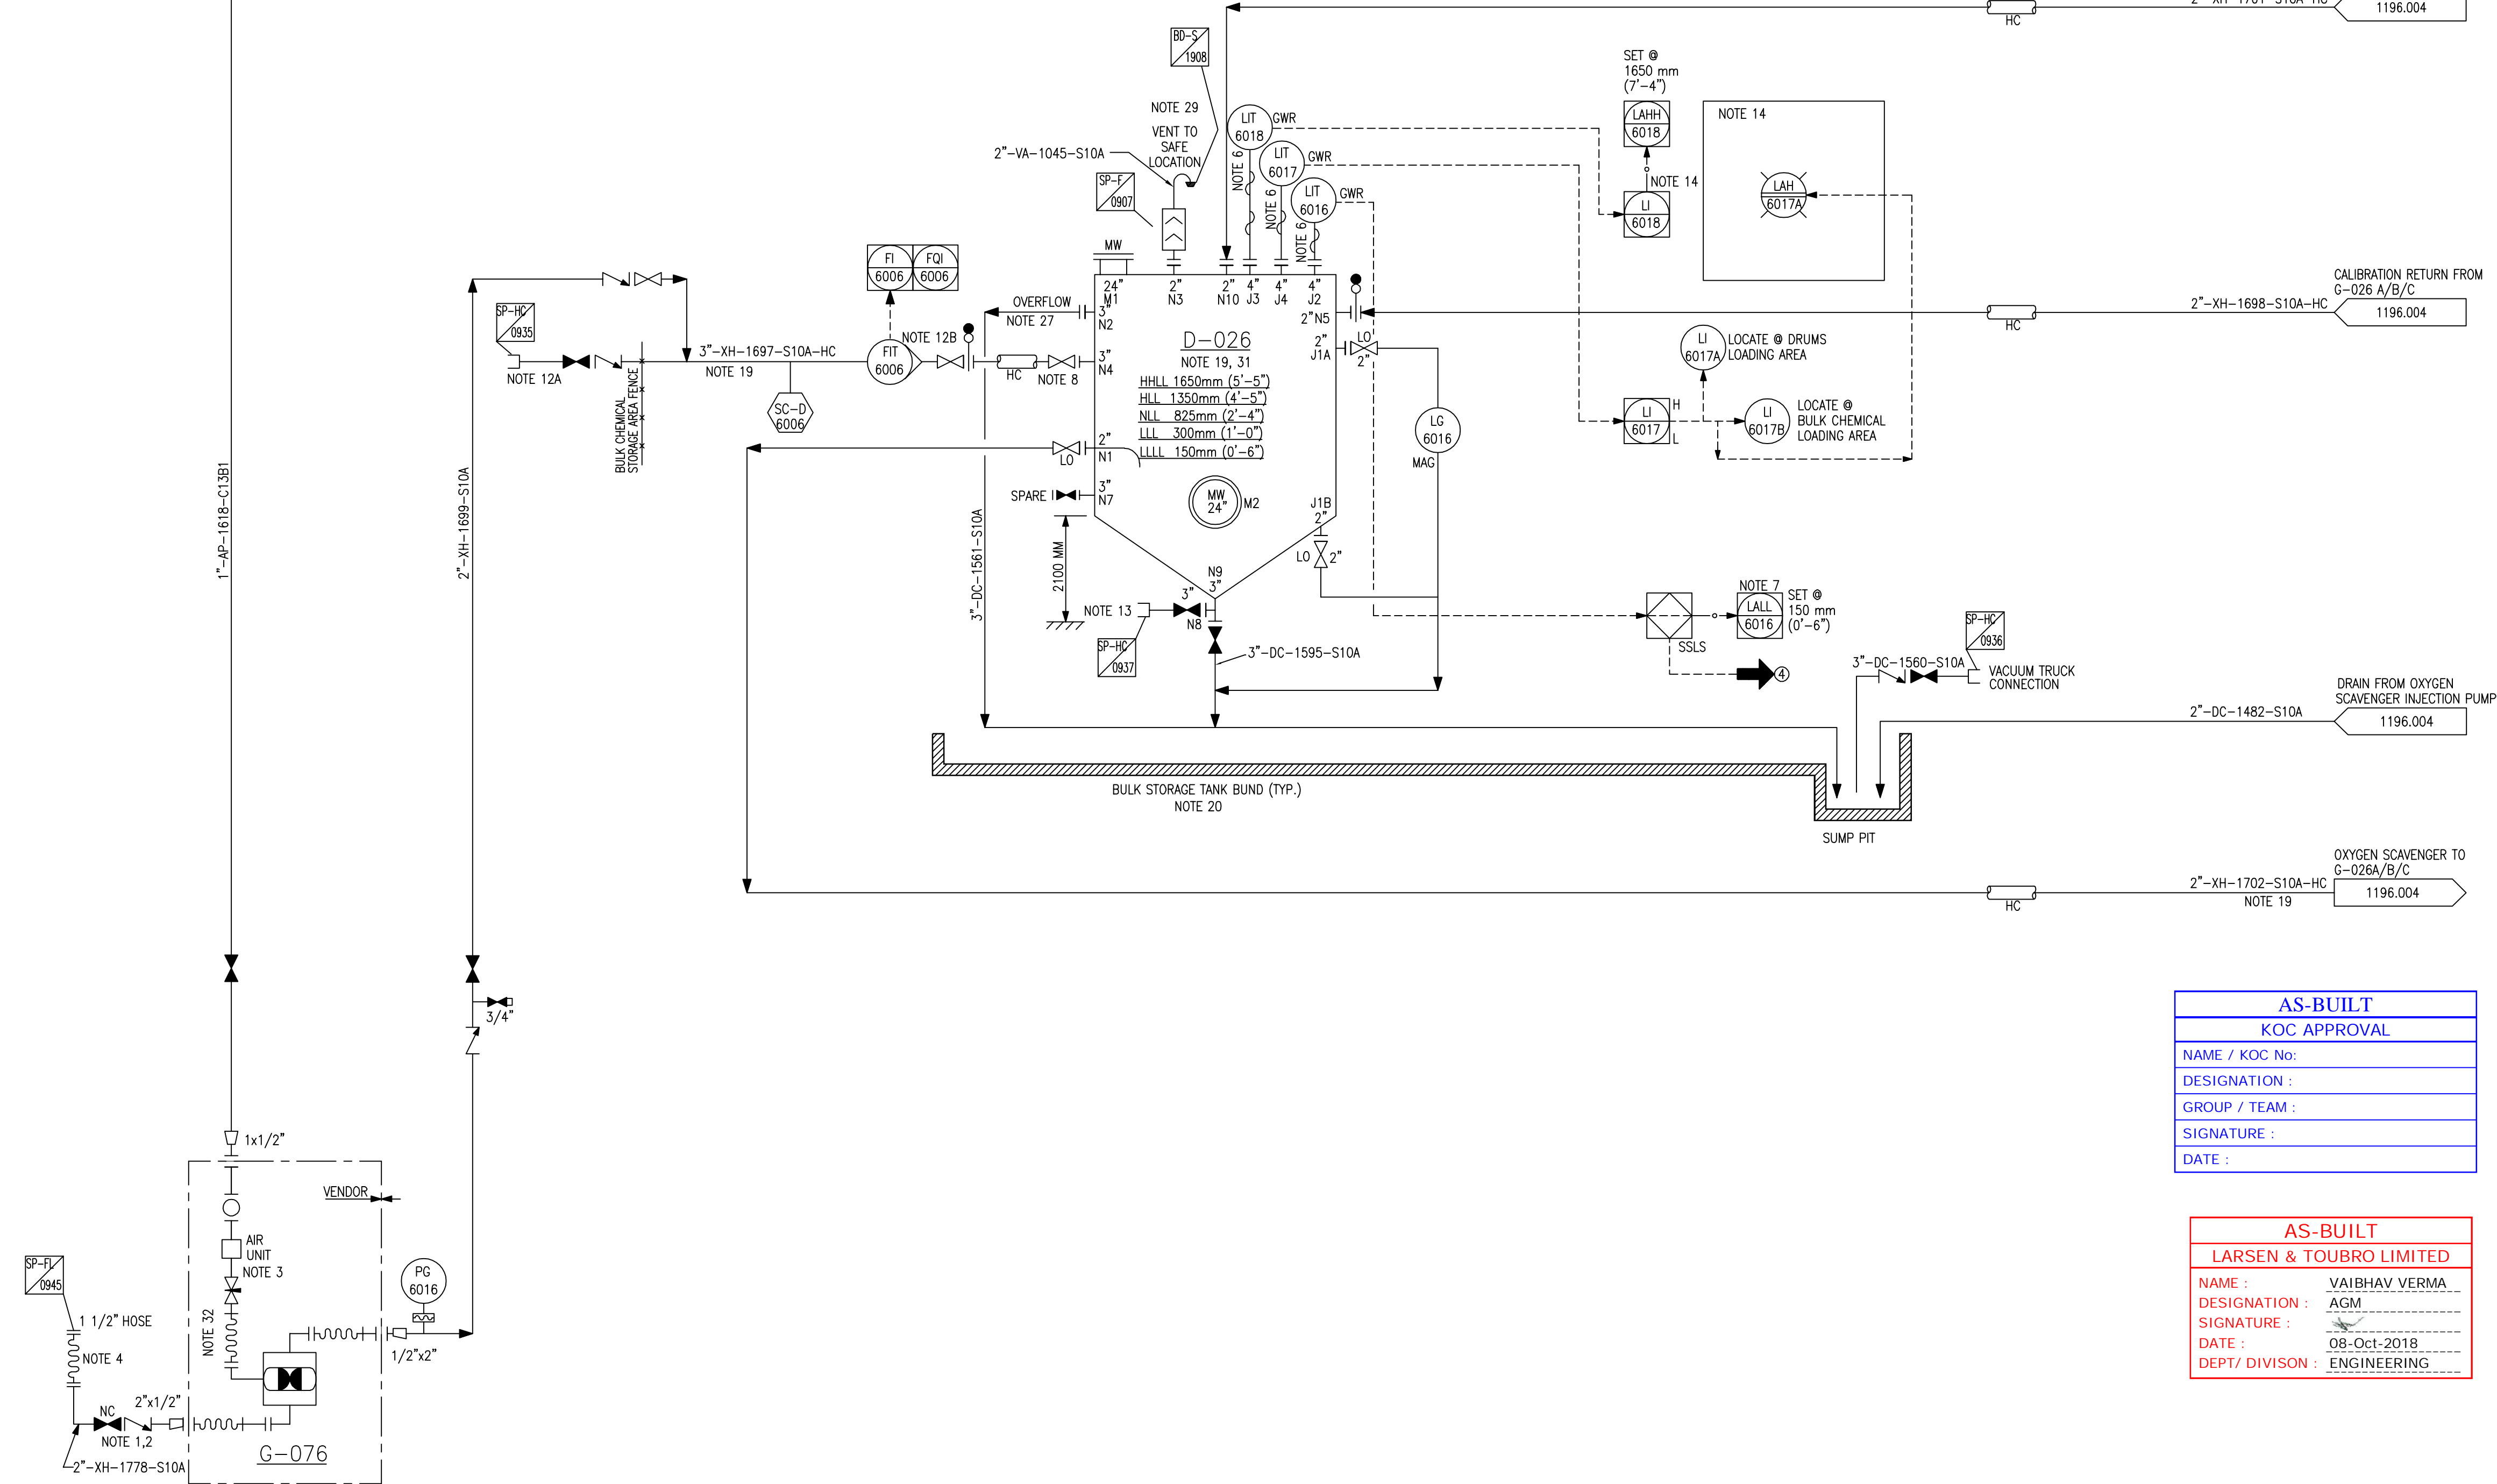 1196.004
HC
BD-S
1908
SET @
1650 mm
(7'-4")
NOTE 29
VENT TO
SAFE
LOCATION
2"-VA-1045-S10A
SP-F
0907
LIT
6018
GWR
NOTE 6
LIT
6017
GWR
NOTE 6
LIT
6016
GWR
NOTE 6
LAHH
6018
NOTE 14
LI
6018
NOTE 14
LAH
6017A
MW
24"
M1
2"
N3
2"
N10
4"
J3
4"
J4
4"
J2
FI
6006
FQI
6006
OVERFLOW
NOTE 27
3"
N2
2"N5
CALIBRATION RETURN FROM
G-026 A/B/C
2"-XH-1698-S10A-HC
1196.004
HC
SP-HC
0935
NOTE 12A
3"-XH-1697-S10A-HC
NOTE 19
BULK CHEMICAL
STORAGE AREA FENCE
SC-D
6006
FIT
6006
NOTE 12B
HC
NOTE 8
3"
N4
D-026
NOTE 19, 31
HHLL 1650mm (5'-5")
HLL 1350mm (4'-5")
NLL 825mm (2'-4")
LLL 300mm (1'-0")
LLLL 150mm (0'-6")
2"
J1A
LO
2"
LI
6017A
LOCATE @ DRUMS
LOADING AREA
LI
6017
H
L
LI
6017B
LOCATE @
BULK CHEMICAL
LOADING AREA
LG
6016
MAG
LO
2"
N1
SPARE
3"
N7
MW
24"
M2
J1B
2"
LO
2"
2100 MM
N9
3"
3"
N8
NOTE 13
SP-HC
0937
3"-DC-1595-S10A
1"-AP-1618-C13B1
2"-XH-1699-S10A
3"-DC-1561-S10A
NOTE 7
LALL
6016
SET @
150 mm
(0'-6")
SSLS
4
SP-HC
0936
3"-DC-1560-S10A
VACUUM TRUCK
CONNECTION
DRAIN FROM OXYGEN
SCAVENGER INJECTION PUMP
2"-DC-1482-S10A
1196.004
BULK STORAGE TANK BUND (TYP.)
NOTE 20
SUMP PIT
OXYGEN SCAVENGER TO
G-026A/B/C
2"-XH-1702-S10A-HC
1196.004
NOTE 19
HC
3/4"
1x1/2"
VENDOR
AIR
UNIT
NOTE 3
NOTE 32
SP-FL
0945
1 1/2" HOSE
NOTE 4
PG
6016
1/2"x2"
2"x1/2"
NC
NOTE 1,2
2"-XH-1778-S10A
G-076
AS-BUILT
KOC APPROVAL
NAME / KOC No:
DESIGNATION :
GROUP / TEAM :
SIGNATURE :
DATE :
AS-BUILT
LARSEN & TOUBRO LIMITED
NAME : VAIBHAV VERMA
DESIGNATION : AGM
SIGNATURE :
DATE : 08-Oct-2018
DEPT/ DIVISON : ENGINEERING